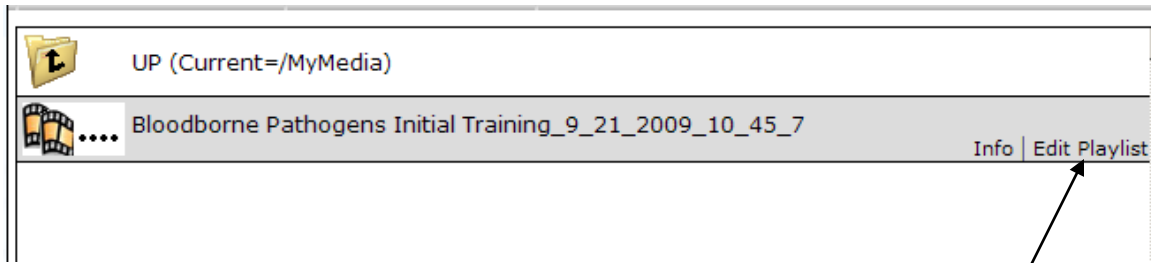 UP (Current=/MyMedia)
Bloodborne Pathogens Initial Training_9_21_2009_10_45_7
Info | Edit Playlist